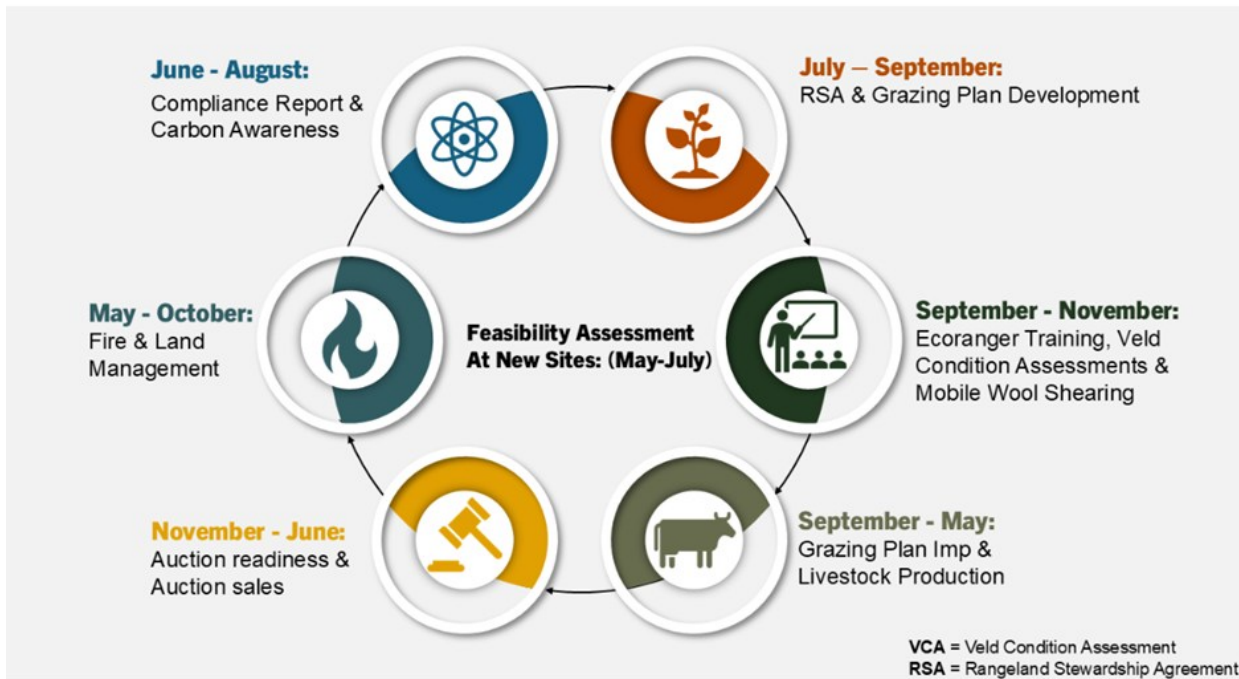 June - August:
Compliance Report &
Carbon Awareness
July – September:
RSA & Grazing Plan Development
September - November:
Ecoranger Training, Veld
Condition Assessments &
Mobile Wool Shearing
September - May:
Grazing Plan Imp &
Livestock Production
November - June:
Auction readiness &
Auction sales
May - October:
Fire & Land
Management
Feasibility Assessment
At New Sites: (May-July)
VCA = Veld Condition Assessment
RSA = Rangeland Stewardship Agreement